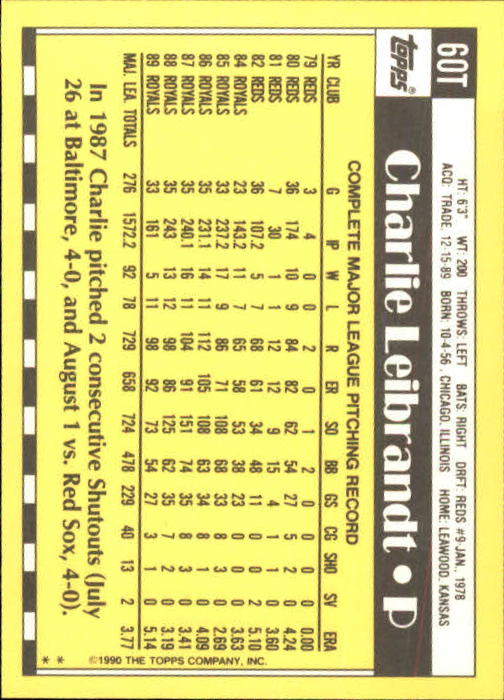 60T
topps®
HT: 6'3" WT: 200 THROWS: LEFT BATS: RIGHT DRFT: REDS #9-JAN., 1978
ACQ: TRADE, 12-15-89 BORN: 10-4-56, CHICAGO, ILLINOIS HOME: LEAWOOD, KANSAS
Charlie Leibrandt • P
COMPLETE MAJOR LEAGUE PITCHING RECORD
YR CLUB G IP W L R ER SO BB GS CG SHO SV ERA
79 REDS 3 4 0 0 2 0 1 2 0 0 0 0 0.00
80 REDS 36 174 10 9 84 82 62 54 27 5 2 0 4.24
81 REDS 7 30 1 1 12 12 9 15 4 1 1 0 3.60
82 REDS 36 107.2 5 7 68 61 34 48 11 0 0 2 5.10
84 ROYALS 23 143.2 11 7 65 58 53 38 23 0 0 0 3.63
85 ROYALS 33 237.2 17 9 86 71 108 68 33 8 3 0 2.69
86 ROYALS 35 231.1 14 11 112 105 108 63 34 8 1 0 4.09
87 ROYALS 35 240.1 16 11 104 91 151 74 35 8 3 0 3.41
88 ROYALS 35 243 13 12 98 86 125 62 35 7 2 0 3.19
89 ROYALS 33 161 5 11 98 92 73 54 27 3 1 0 5.14
MAJ. LEA. TOTALS 276 1572.2 92 78 729 658 724 478 229 40 13 2 3.77
In 1987 Charlie pitched 2 consecutive Shutouts (July
26 at Baltimore, 4-0, and August 1 vs. Red Sox, 4-0).
* * ©1990 THE TOPPS COMPANY, INC.